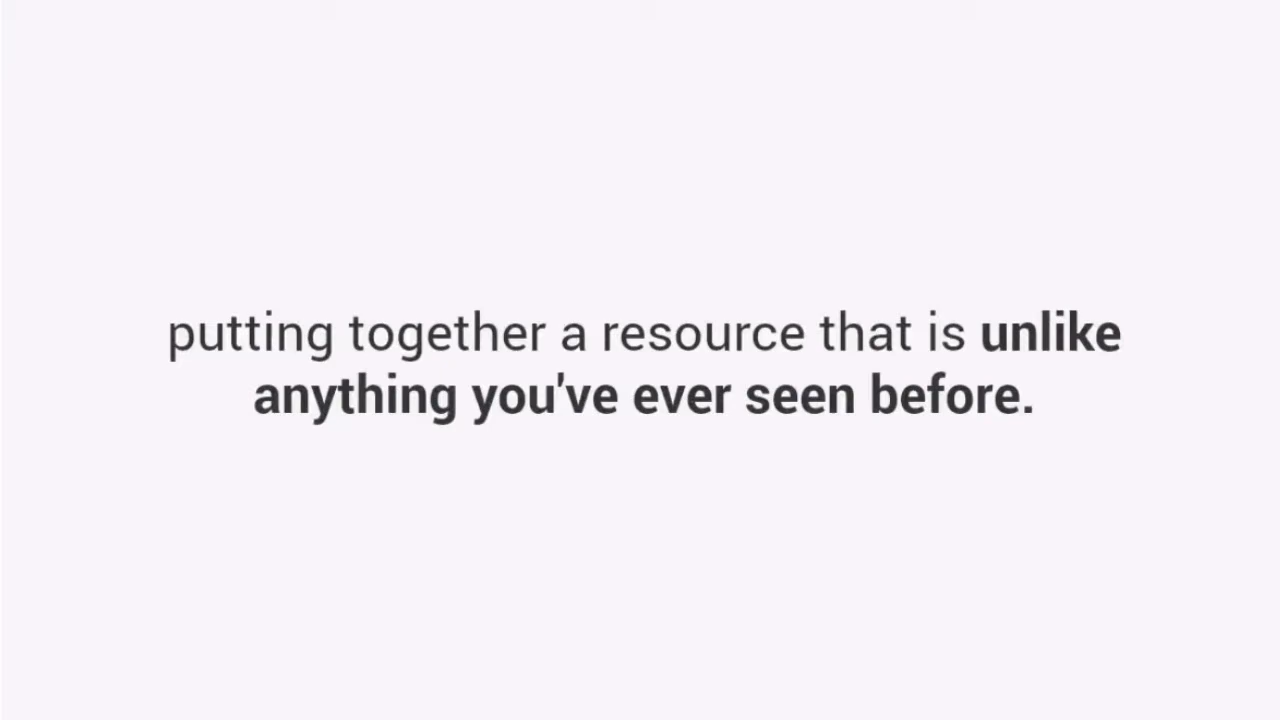 putting together a resource that is unlike
anything you've ever seen before.